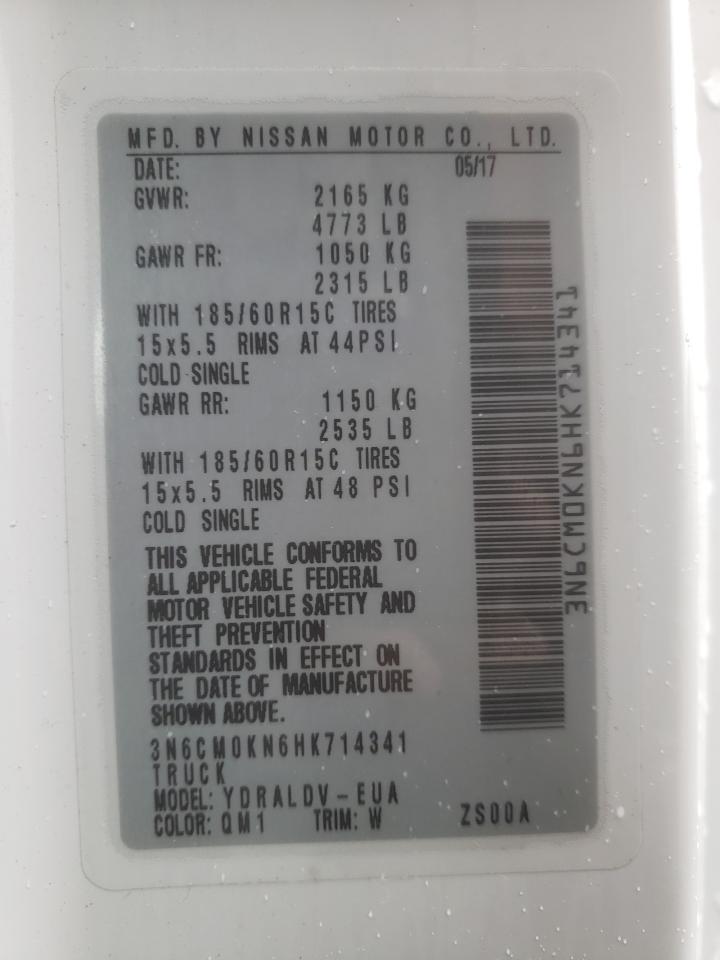 MFD. BY NISSAN MOTOR CO., LTD.
DATE: 05/17
GVWR: 2165 KG
4773 LB
GAWR FR: 1050 KG
2315 LB
WITH 185/60R15C TIRES
15x5.5 RIMS AT 44PSI
COLD SINGLE
GAWR RR: 1150 KG
2535 LB
WITH 185/60R15C TIRES
15x5.5 RIMS AT 48 PSI
COLD SINGLE
THIS VEHICLE CONFORMS TO
ALL APPLICABLE FEDERAL
MOTOR VEHICLE SAFETY AND
THEFT PREVENTION
STANDARDS IN EFFECT ON
THE DATE OF MANUFACTURE
SHOWN ABOVE.
3N6CM0KN6HK714341
TRUCK
MODEL: YDRALDV-EUA
COLOR: QM1 TRIM: W ZS00A
3N6CM0KN6HK714341